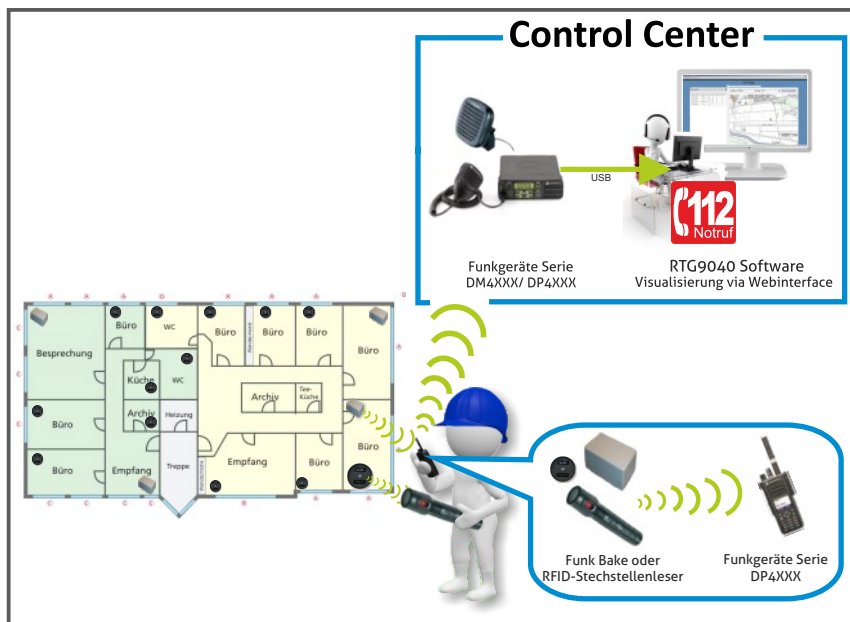 Control Center
USB
112
Notruf
Funkgeräte Serie
DM4XXX/ DP4XXX
RTG9040 Software
Visualisierung via Webinterface
Büro
WC
Büro
Büro
Büro
Büro
Besprechung
Küche
WC
Archiv
Tee-
Küche
Archiv
Heizung
Büro
Büro
Büro
Empfang
Treppe
Empfang
Büro
Funk Bake oder
RFID-Stechstellenleser
Funkgeräte Serie
DP4XXX